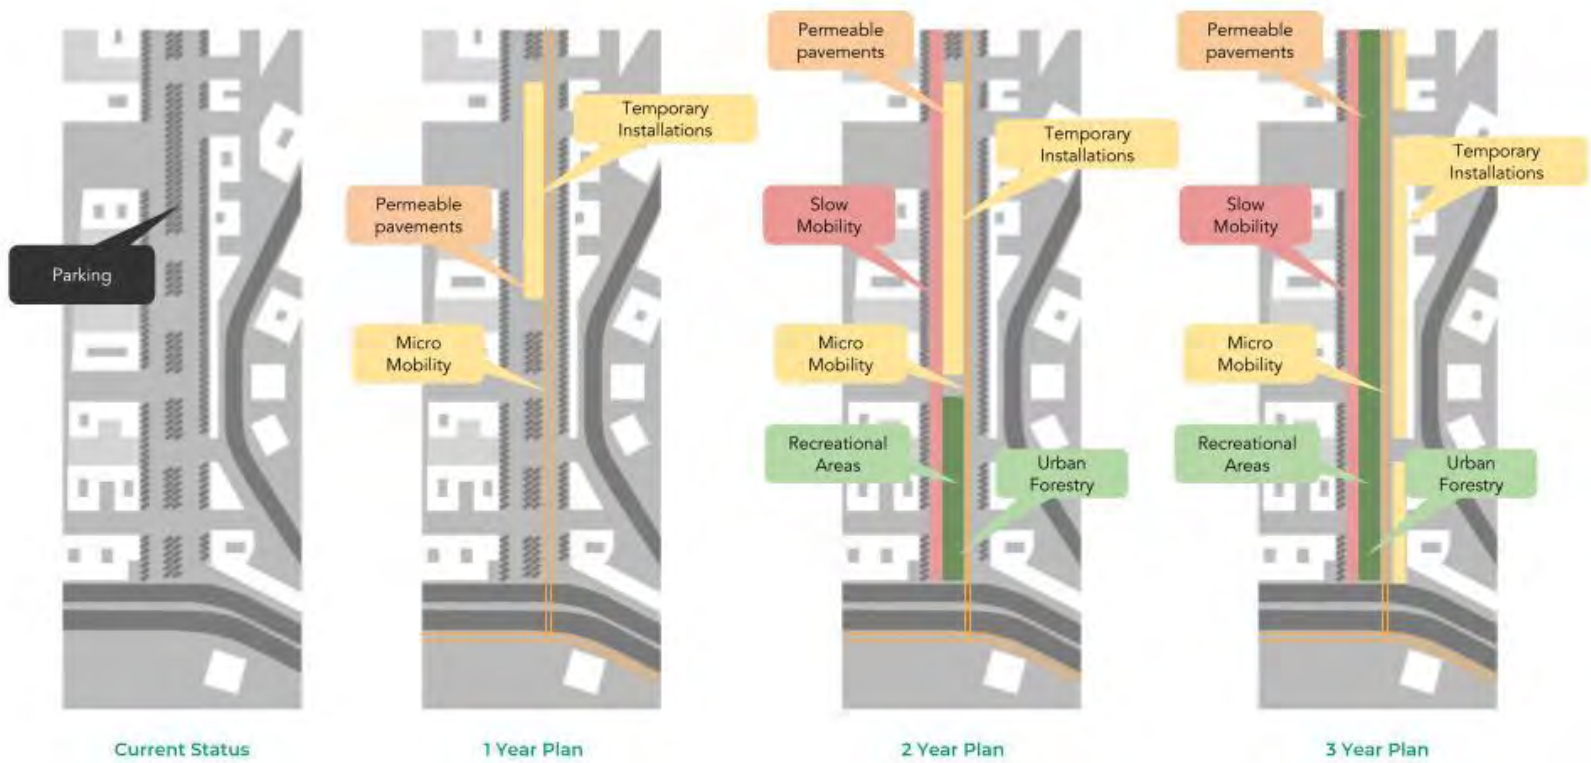 Parking
Current Status
Temporary
Installations
Permeable
pavements
Micro
Mobility
1 Year Plan
Permeable
pavements
Temporary
Installations
Slow
Mobility
Micro
Mobility
Recreational
Areas
Urban
Forestry
2 Year Plan
Permeable
pavements
Temporary
Installations
Slow
Mobility
Micro
Mobility
Recreational
Areas
Urban
Forestry
3 Year Plan